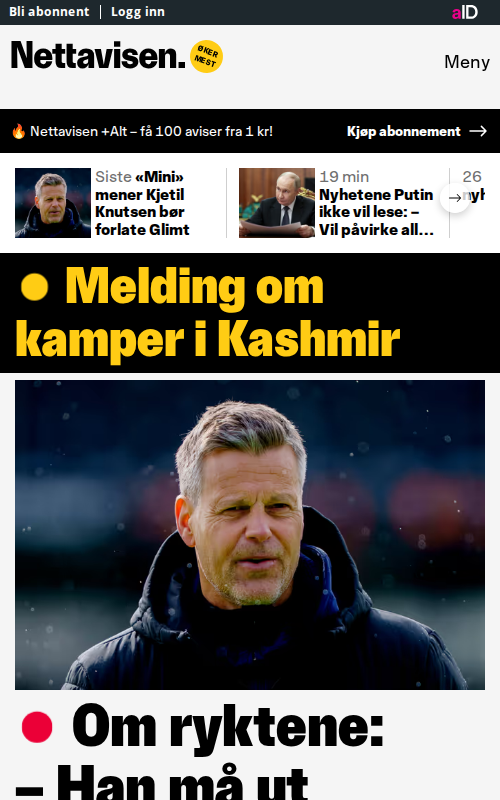 Bli abonnent
Logg inn
aID
Nettavisen.
ØKER
MEST
Meny
🔥 Nettavisen +Alt – få 100 aviser fra 1 kr!
Kjøp abonnement →
Siste «Mini»
mener Kjetil
Knutsen bør
forlate Glimt
19 min
Nyhetene Putin
ikke vil lese: –
Vil påvirke all...
26
Melding om
kamper i Kashmir
Om ryktene:
– Han må ut